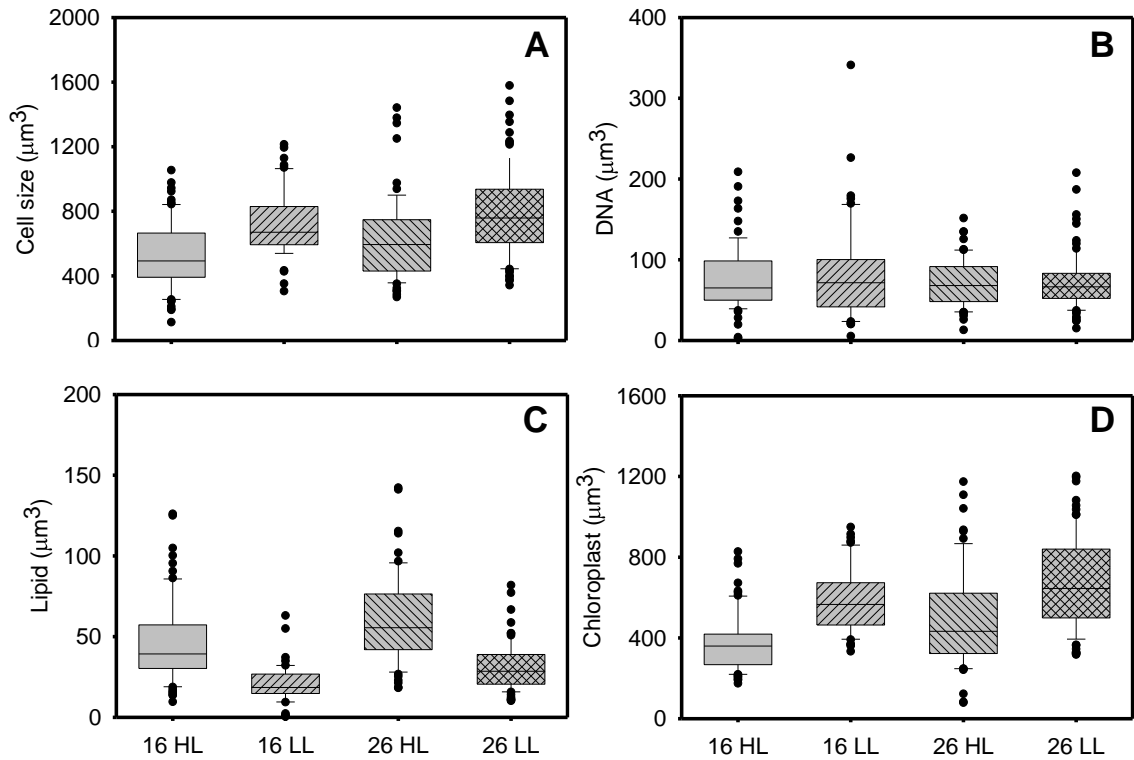 A
Cell size (μm³)
2000
1600
1200
800
400
0
B
DNA (μm³)
400
300
200
100
0
C
Lipid (μm³)
200
150
100
50
0
16 HL 16 LL 26 HL 26 LL
D
Chloroplast (μm³)
1600
1200
800
400
0
16 HL 16 LL 26 HL 26 LL